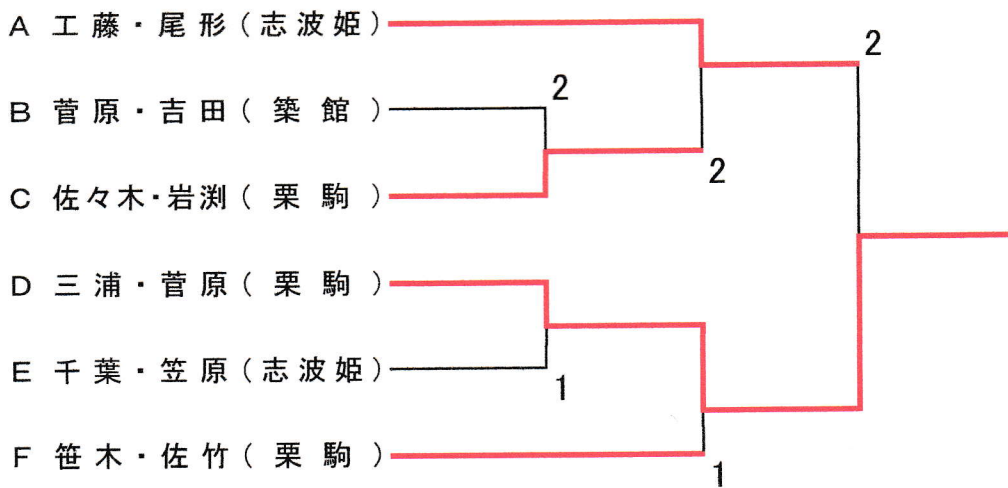 A 工藤・尾形(志波姫)
2
B 菅原・吉田(築館)
2
C 佐々木・岩渕(栗駒)
2
D 三浦・菅原(栗駒)
E 千葉・笠原(志波姫)
1
F 笹木・佐竹(栗駒)
1